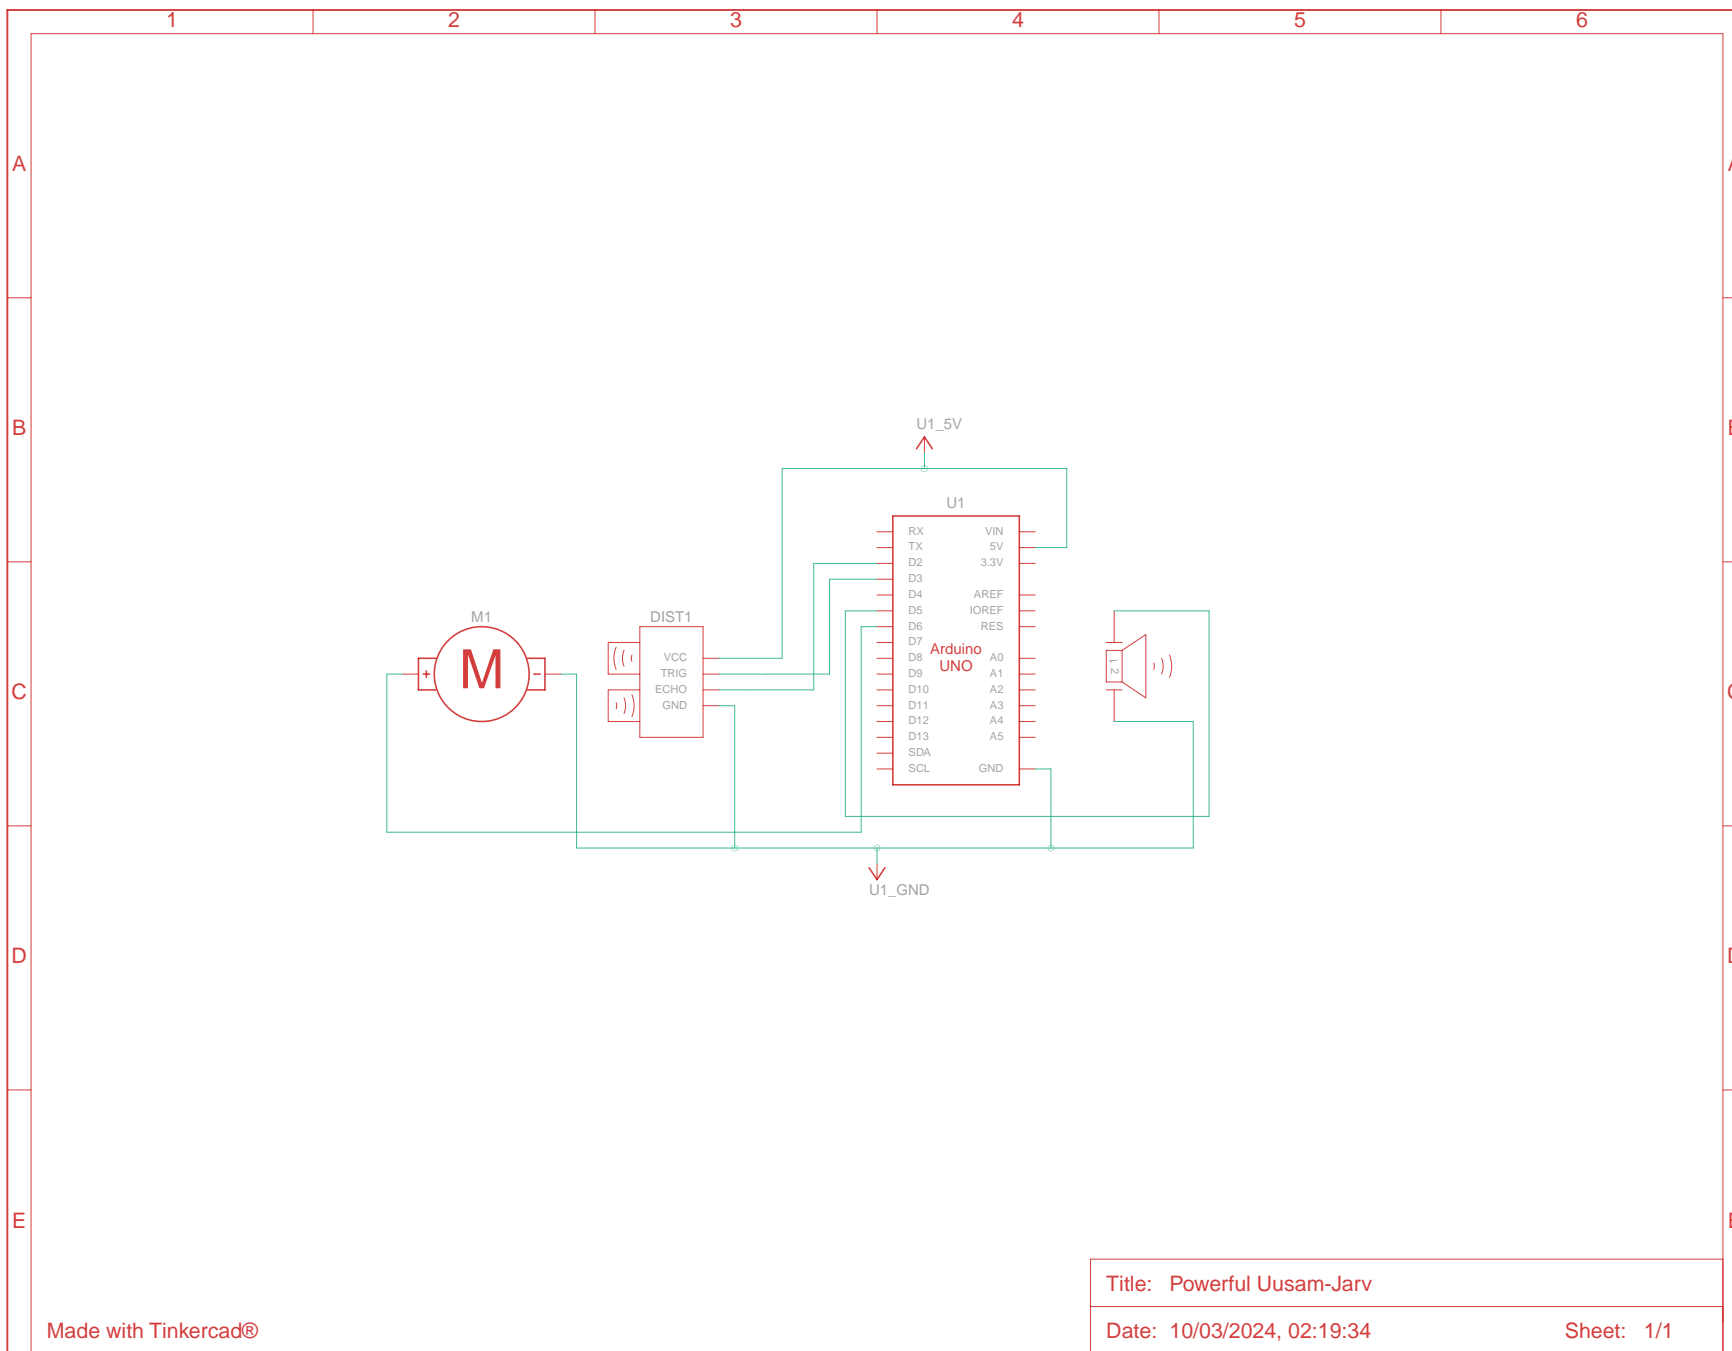 1 2 3 4 5 6
A A
B B
C C
D D
E E
U1_5V
U1
RX VIN
TX 5V
D2 3.3V
D3
D4 AREF
D5 IOREF
D6 RES
D7
D8 A0
D9 A1
D10 A2
D11 A3
D12 A4
D13 A5
SDA
SCL GND
Arduino
UNO
M1
M
+ -
DIST1
VCC
TRIG
ECHO
GND
1 2
U1_GND
Title: Powerful Uusam-Jarv
Date: 10/03/2024, 02:19:34 Sheet: 1/1
Made with Tinkercad®